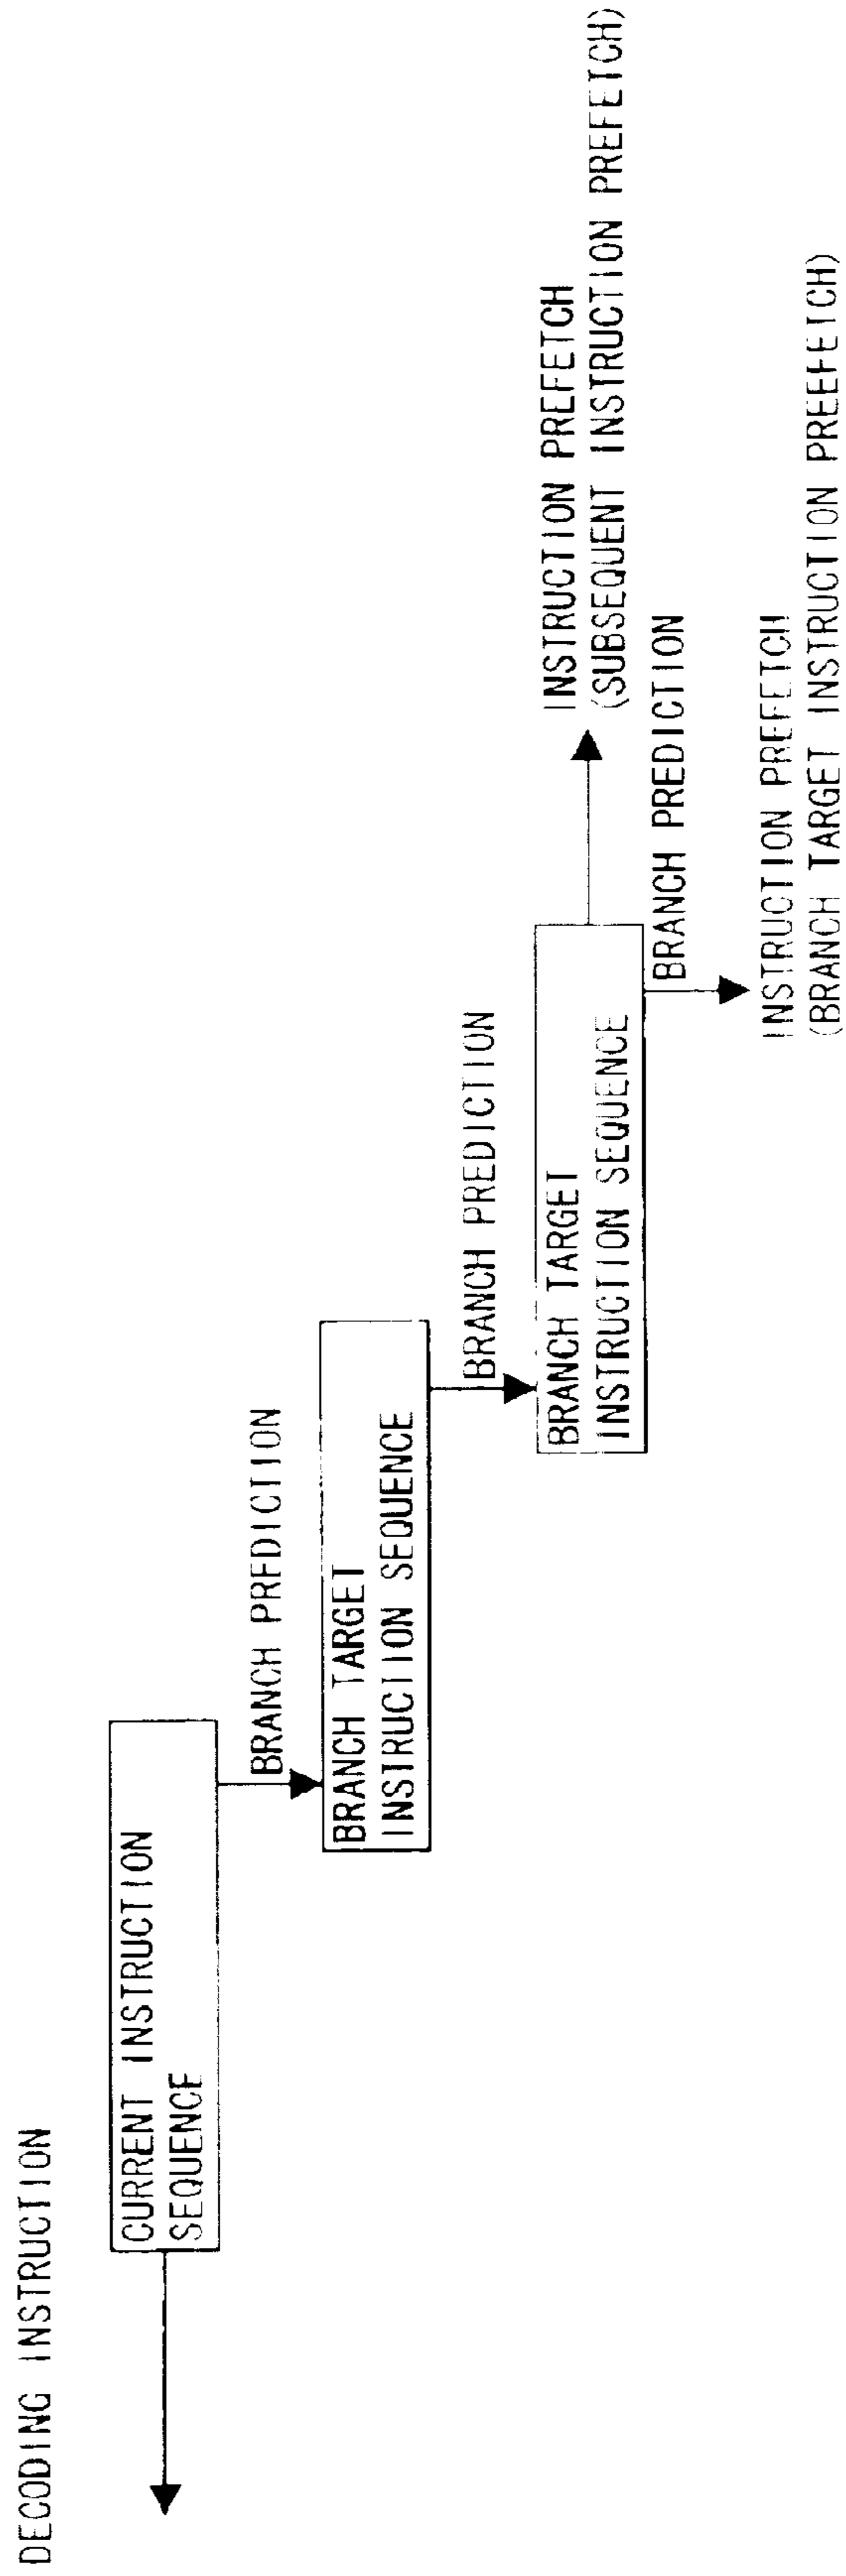 DECODING INSTRUCTION
CURRENT INSTRUCTION
SEQUENCE
BRANCH PREDICTION
BRANCH TARGET
INSTRUCTION SEQUENCE
BRANCH PREDICTION
BRANCH TARGET
INSTRUCTION SEQUENCE
INSTRUCTION PREFETCH
(SUBSEQUENT INSTRUCTION PREFETCH)
BRANCH PREDICTION
INSTRUCTION PREFETCH
(BRANCH TARGET INSTRUCTION PREEFETCH)